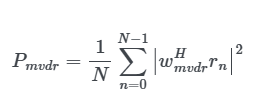 $P_{mvdr} = \frac{1}{N} \sum_{n=0}^{N-1} \left| w_{mvdr}^{H} r_n \right|^2$